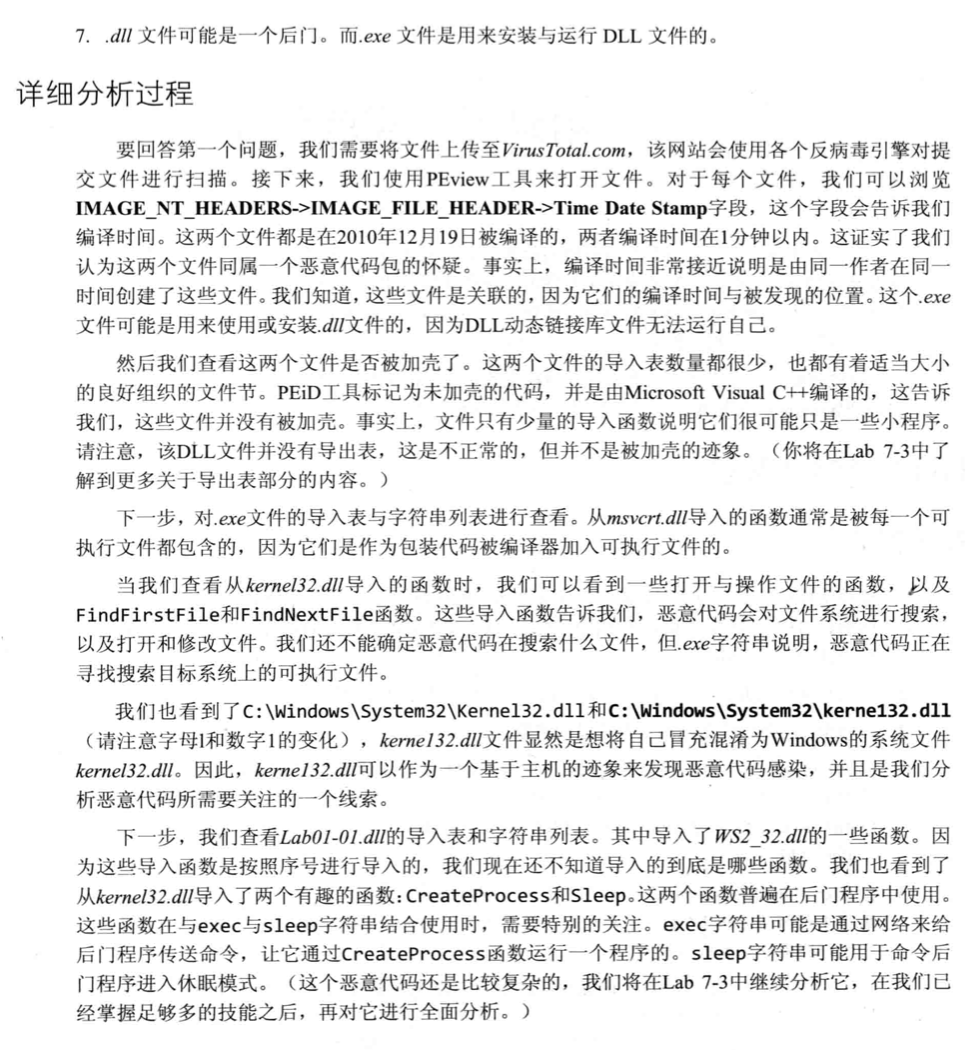 7. .dll 文件可能是一个后门。而.exe 文件是用来安装与运行 DLL 文件的。
详细分析过程
要回答第一个问题，我们需要将文件上传至VirusTotal.com，该网站会使用各个反病毒引擎对提
交文件进行扫描。接下来，我们使用PEview工具来打开文件。对于每个文件，我们可以浏览
IMAGE_NT_HEADERS->IMAGE_FILE_HEADER->Time Date Stamp字段，这个字段会告诉我们
编译时间。这两个文件都是在2010年12月19日被编译的，两者编译时间在1分钟以内。这证实了我们
认为这两个文件同属一个恶意代码包的怀疑。事实上，编译时间非常接近说明是由同一作者在同一
时间创建了这些文件。我们知道，这些文件是关联的，因为它们的编译时间与被发现的位置。这个.exe
文件可能是用来使用或安装.dll文件的，因为DLL动态链接库文件无法运行自己。
然后我们查看这两个文件是否被加壳了。这两个文件的导入表数量都很少，也都有着适当大小
的良好组织的文件节。PEiD工具标记为未加壳的代码，并是由Microsoft Visual C++编译的，这告诉
我们，这些文件并没有被加壳。事实上，文件只有少量的导入函数说明它们很可能只是一些小程序。
请注意，该DLL文件并没有导出表，这是不正常的，但并不是被加壳的迹象。（你将在Lab 7-3中了
解到更多关于导出表部分的内容。）
下一步，对.exe文件的导入表与字符串列表进行查看。从msvcrt.dll导入的函数通常是被每一个可
执行文件都包含的，因为它们是作为包装代码被编译器加入可执行文件的。
当我们查看从kernel32.dll导入的函数时，我们可以看到一些打开与操作文件的函数，以及
FindFirstFile和FindNextFile函数。这些导入函数告诉我们，恶意代码会对文件系统进行搜索，
以及打开和修改文件。我们还不能确定恶意代码在搜索什么文件，但.exe字符串说明，恶意代码正在
寻找搜索目标系统上的可执行文件。
我们也看到了C:\Windows\System32\Kernel32.dll和C:\Windows\System32\kerne132.dll
（请注意字母l和数字1的变化），kerne132.dll文件显然是想将自己冒充混淆为Windows的系统文件
kernel32.dll。因此，kerne132.dll可以作为一个基于主机的迹象来发现恶意代码感染，并且是我们分
析恶意代码所需要关注的一个线索。
下一步，我们查看Lab01-01.dll的导入表和字符串列表。其中导入了WS2_32.dll的一些函数。因
为这些导入函数是按照序号进行导入的，我们现在还不知道导入的到底是哪些函数。我们也看到了
从kernel32.dll导入了两个有趣的函数：CreateProcess和Sleep。这两个函数普遍在后门程序中使用。
这些函数在与exec与sleep字符串结合使用时，需要特别的关注。exec字符串可能是通过网络来给
后门程序传送命令，让它通过CreateProcess函数运行一个程序的。sleep字符串可能用于命令后
门程序进入休眠模式。（这个恶意代码还是比较复杂的，我们将在Lab 7-3中继续分析它，在我们已
经掌握足够多的技能之后，再对它进行全面分析。）